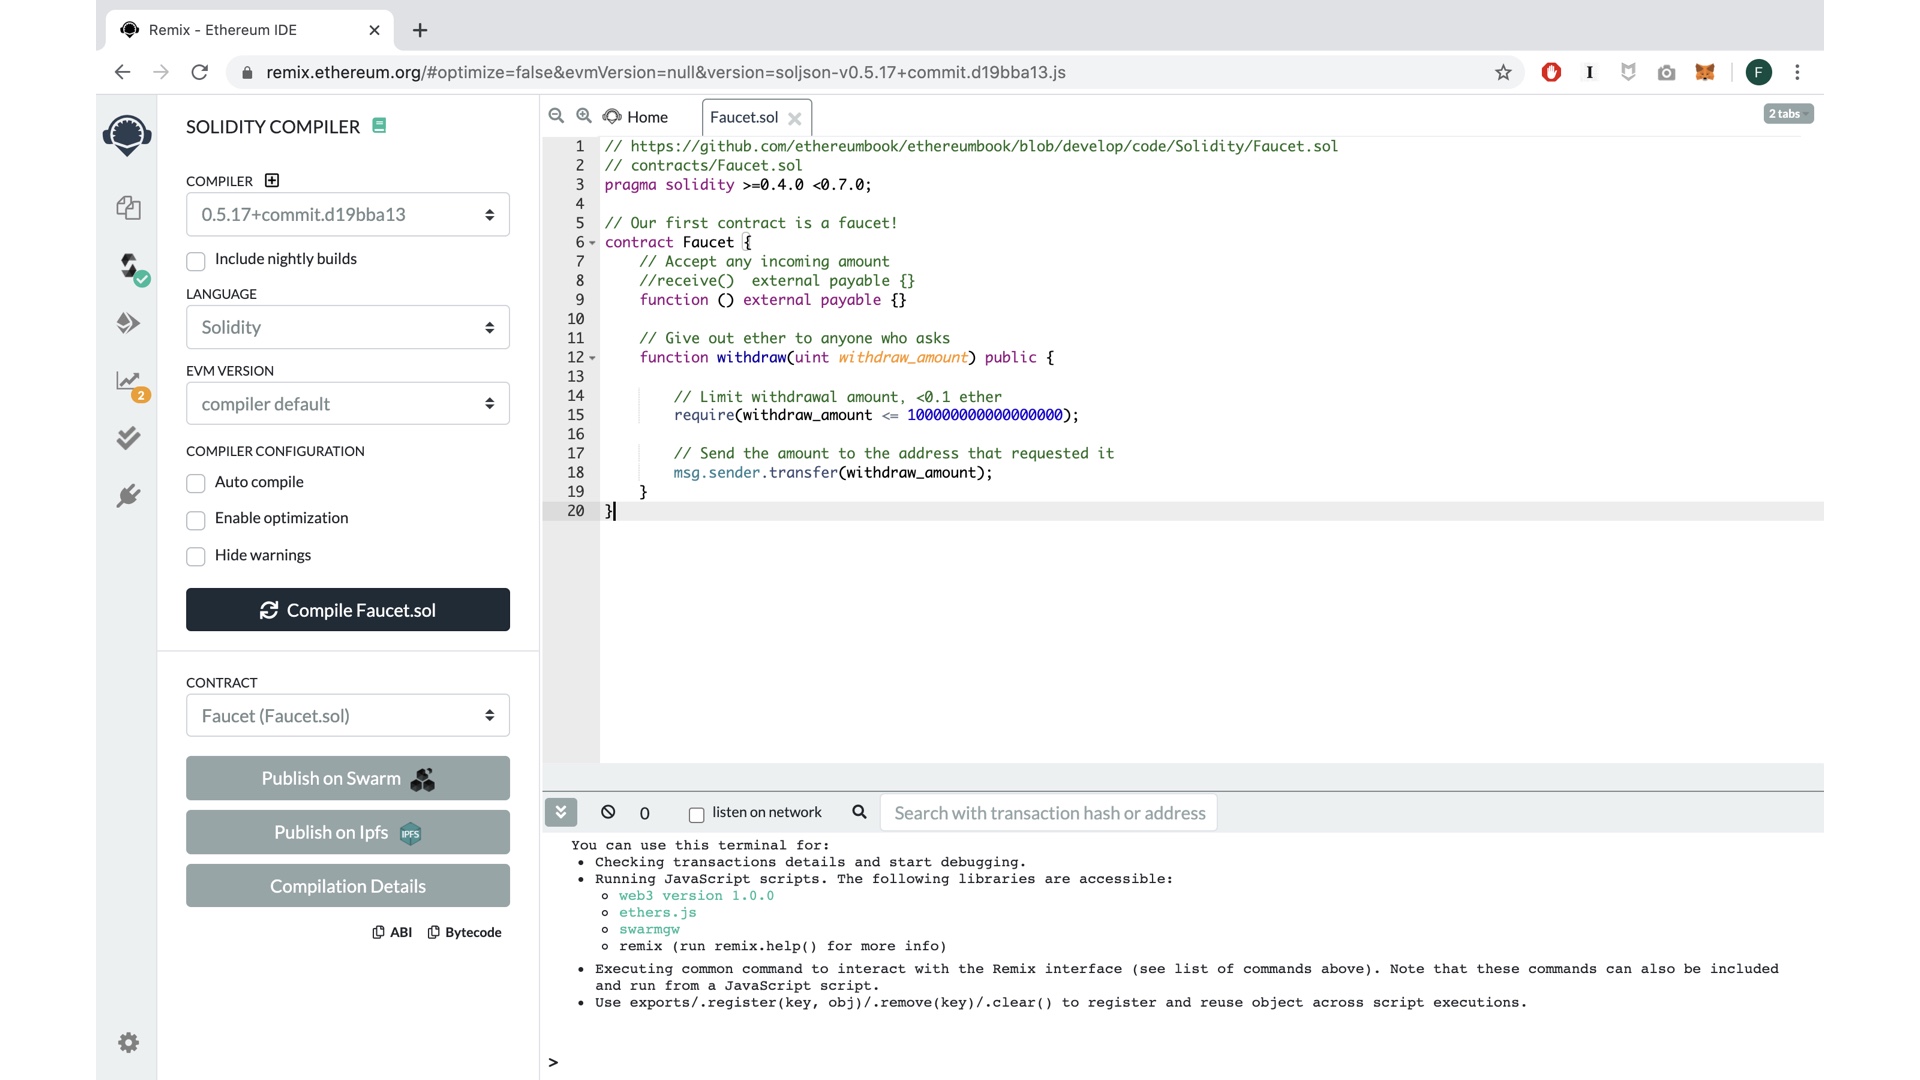 Remix - Ethereum IDE
remix.ethereum.org/#optimize=false&evmVersion=null&version=soljson-v0.5.17+commit.d19bba13.js
I
F
SOLIDITY COMPILER
COMPILER
0.5.17+commit.d19bba13
Include nightly builds
LANGUAGE
Solidity
EVM VERSION
compiler default
2
COMPILER CONFIGURATION
Auto compile
Enable optimization
Hide warnings
Compile Faucet.sol
CONTRACT
Faucet (Faucet.sol)
Publish on Swarm
Publish on Ipfs IPFS
Compilation Details
ABI Bytecode
Home Faucet.sol 2 tabs
1 // https://github.com/ethereumbook/ethereumbook/blob/develop/code/Solidity/Faucet.sol
2 // contracts/Faucet.sol
3 pragma solidity >=0.4.0 <0.7.0;
4
5 // Our first contract is a faucet!
6 contract Faucet {
7 // Accept any incoming amount
8 //receive()  external payable {}
9 function () external payable {}
10
11 // Give out ether to anyone who asks
12 function withdraw(uint withdraw_amount) public {
13
14 // Limit withdrawal amount, <0.1 ether
15 require(withdraw_amount <= 100000000000000000);
16
17 // Send the amount to the address that requested it
18 msg.sender.transfer(withdraw_amount);
19 }
20 }
0 listen on network Search with transaction hash or address
You can use this terminal for:
• Checking transactions details and start debugging.
• Running JavaScript scripts. The following libraries are accessible:
o web3 version 1.0.0
o ethers.js
o swarmgw
o remix (run remix.help() for more info)
• Executing common command to interact with the Remix interface (see list of commands above). Note that these commands can also be included
and run from a JavaScript script.
• Use exports/.register(key, obj)/.remove(key)/.clear() to register and reuse object across script executions.
>